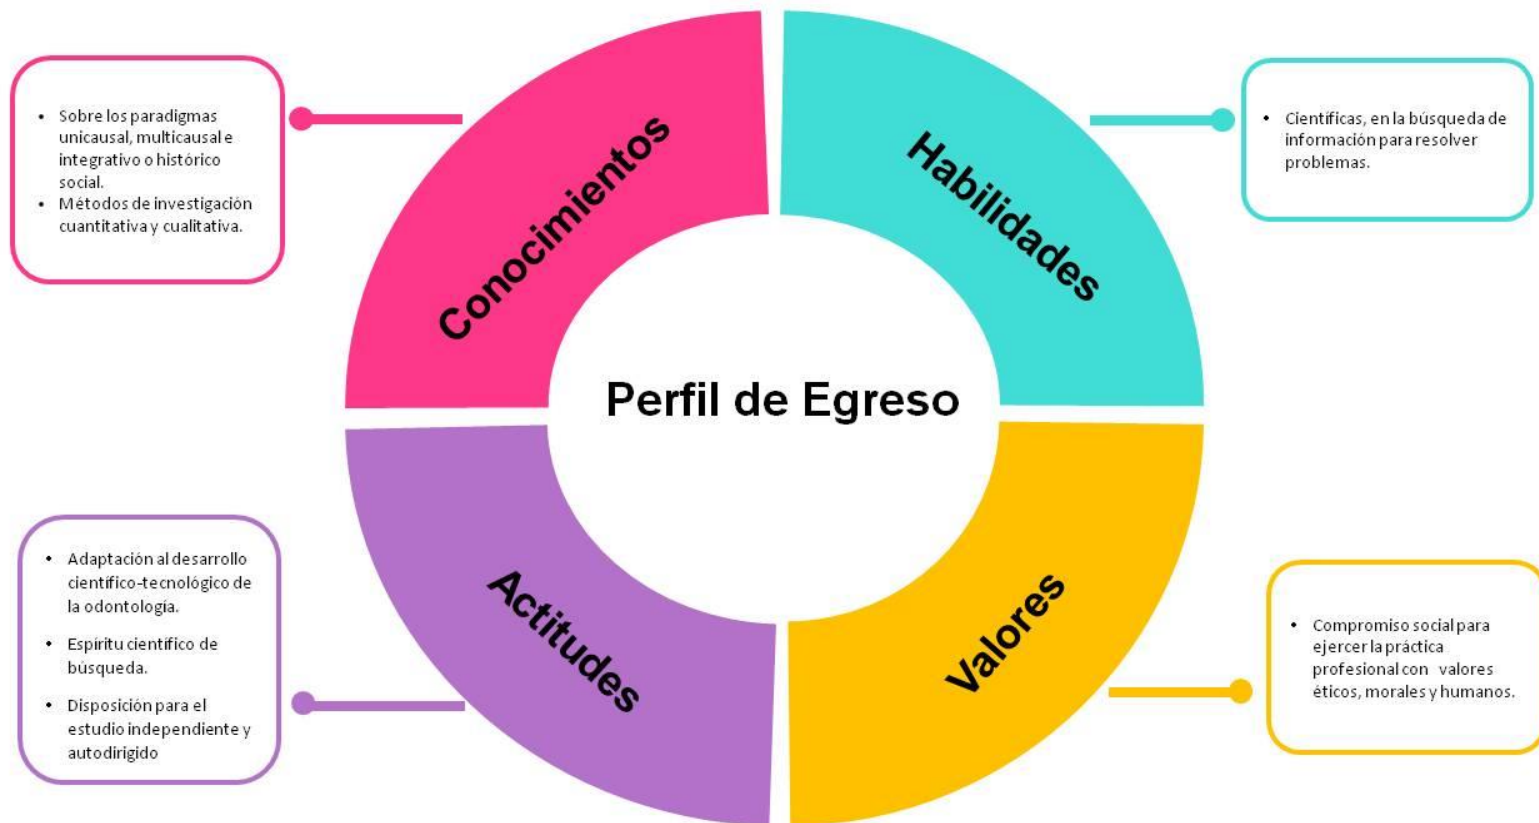 • Sobre los paradigmas
unicausal, multicausal e
integrativo o histórico
social.
• Métodos de investigación
cuantitativa y cualitativa.
Conocimientos
Habilidades
• Científicas, en la búsqueda de
información para resolver
problemas.
Perfil de Egreso
• Adaptación al desarrollo
científico-tecnológico de
la odontología.
• Espíritu científico de
búsqueda.
• Disposición para el
estudio independiente y
autodirigido
Actitudes
Valores
• Compromiso social para
ejercer la práctica
profesional con valores
éticos, morales y humanos.